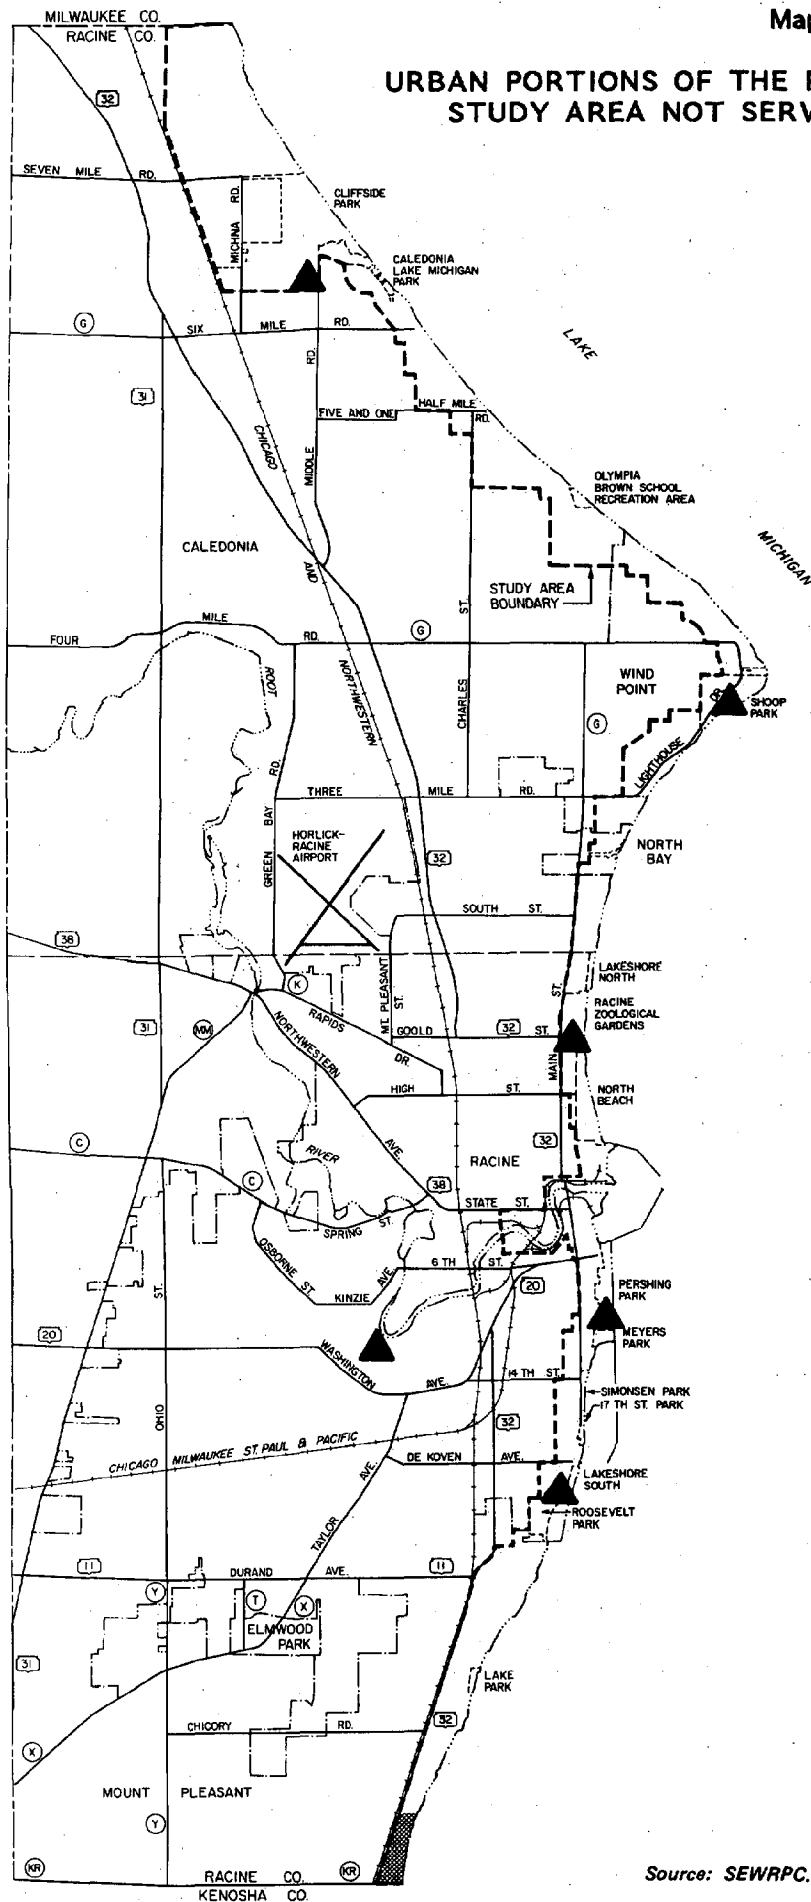 MILWAUKEE CO.
RACINE CO.
Map
URBAN PORTIONS OF THE
STUDY AREA NOT SERV
32
SEVEN MILE RD.
MICHNA RD.
CLIFFSIDE
PARK
CALEDONIA
LAKE MICHIGAN
PARK
G
SIX MILE RD.
LAKE
31
CHICAGO
MIDDLE RD.
FIVE AND ONE
HALF MILE
RD.
OLYMPIA
BROWN SCHOOL
RECREATION AREA
MICHIGAN
CALEDONIA
AND
STUDY AREA
BOUNDARY
FOUR MILE RD.
G
ROOT
NORTHWESTERN
CHARLES ST.
WIND
POINT
G
DR.
SHOOP
PARK
LIGHTHOUSE
THREE MILE RD.
GREEN BAY RD.
HORLICK-
RACINE
AIRPORT
32
NORTH
BAY
SOUTH ST.
38
K
MT. PLEASANT
ST.
LAKESHORE
NORTH
RACINE
ZOOLOGICAL
GARDENS
31
MM
NORTHWESTERN
AVE.
RAPIDS
DR.
GOOLD ST.
32
MAIN ST.
HIGH ST.
NORTH
BEACH
C
RIVER
RACINE
32
C
38
STATE ST.
SPRING ST.
OSBORNE ST.
KINZIE AVE.
6 TH ST.
20
PERSHING
PARK
MEYERS
PARK
20
OHIO ST.
WASHINGTON AVE.
14 TH ST.
SIMONSEN PARK
17 TH ST. PARK
32
CHICAGO MILWAUKEE ST. PAUL & PACIFIC
DE KOVEN AVE.
TAYLOR AVE.
LAKESHORE
SOUTH
ROOSEVELT
PARK
11
DURAND AVE.
11
Y
T
X
ELMWOOD
PARK
31
LAKE
PARK
CHICORY RD.
32
X
MOUNT PLEASANT
Y
KR
RACINE CO.
KR
KENOSHA CO.
Source: SEWRPC.